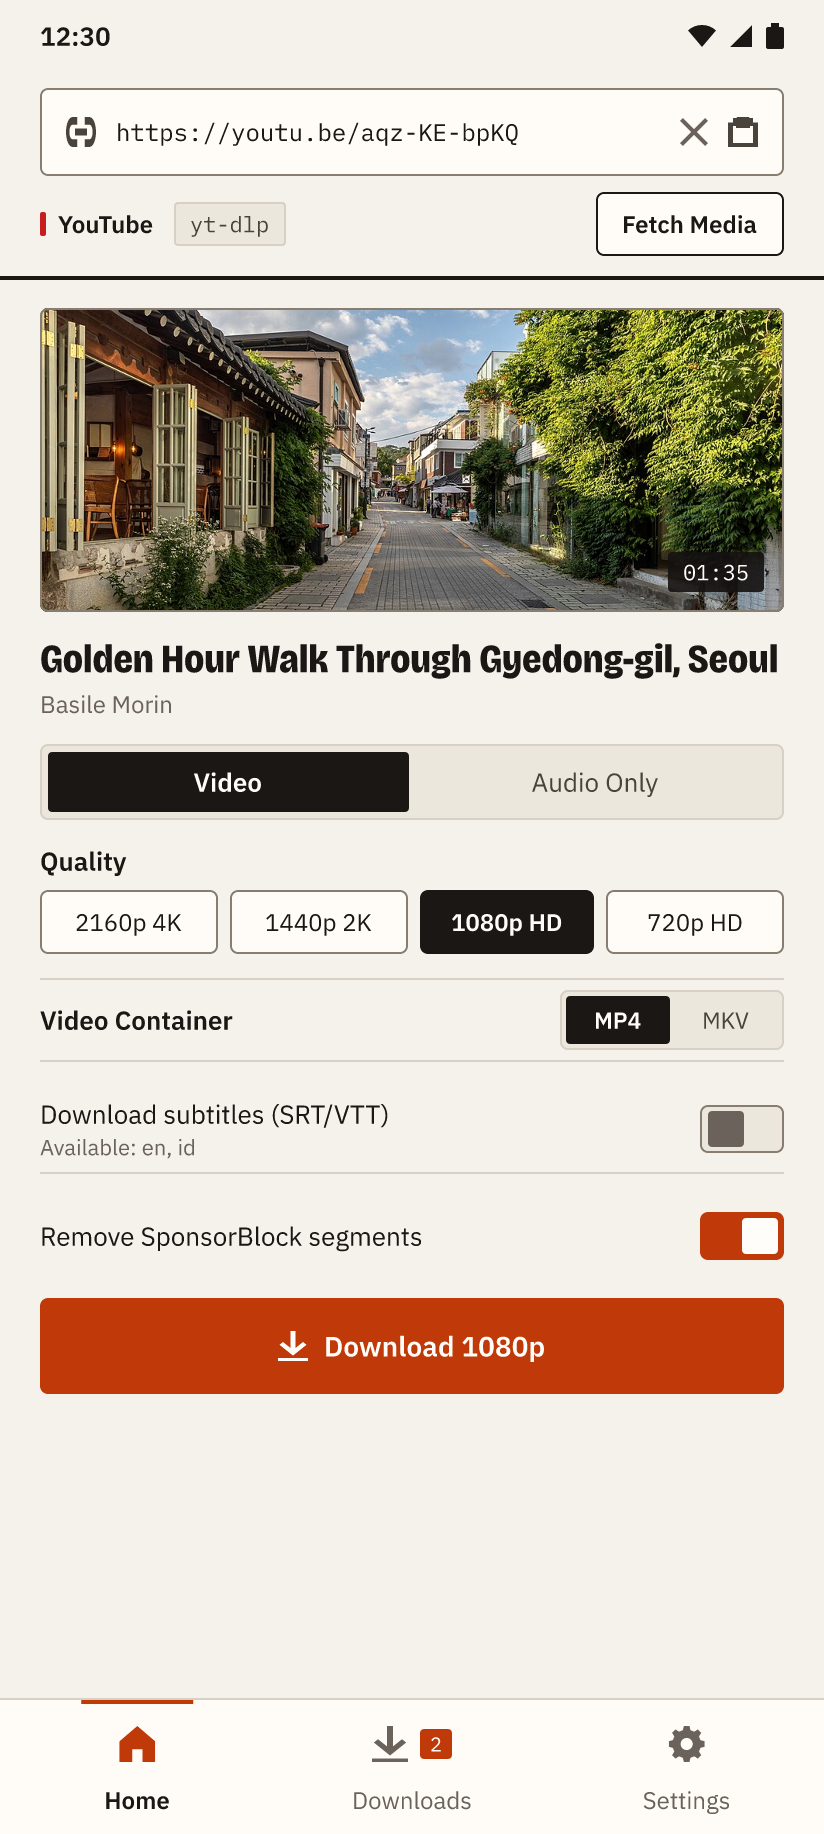 12:30
https://youtu.be/aqz-KE-bpKQ
YouTube yt-dlp Fetch Media
01:35
Golden Hour Walk Through Gyedong-gil, Seoul
Basile Morin
Video Audio Only
Quality
2160p 4K 1440p 2K 1080p HD 720p HD
Video Container MP4 MKV
Download subtitles (SRT/VTT)
Available: en, id
Remove SponsorBlock segments
Download 1080p
2
Home Downloads Settings